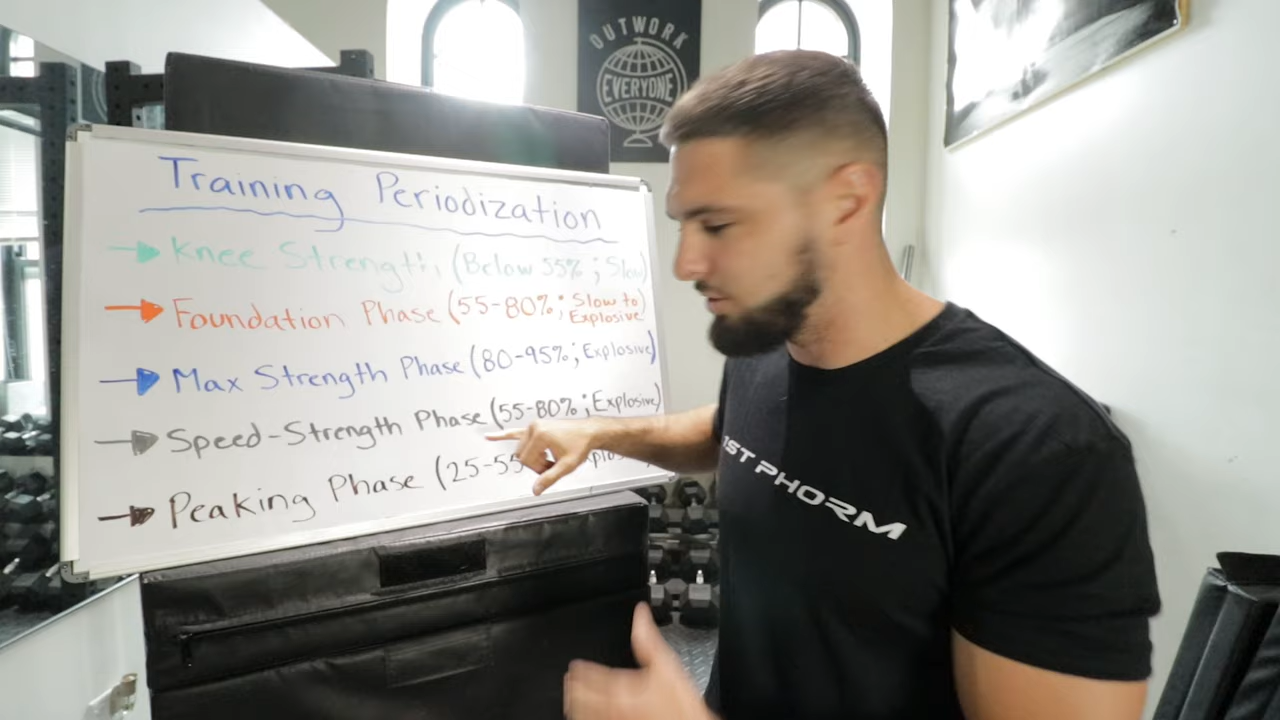 OUTWORK
EVERYONE
Training Periodization
Knee Strength (Below 55% ; Slow)
Foundation Phase (55-80% ; Slow to Explosive)
Max Strength Phase (80-95% ; Explosive)
Speed-Strength Phase (55-80% ; Explosive)
Peaking Phase (25-55
1ST PHORM